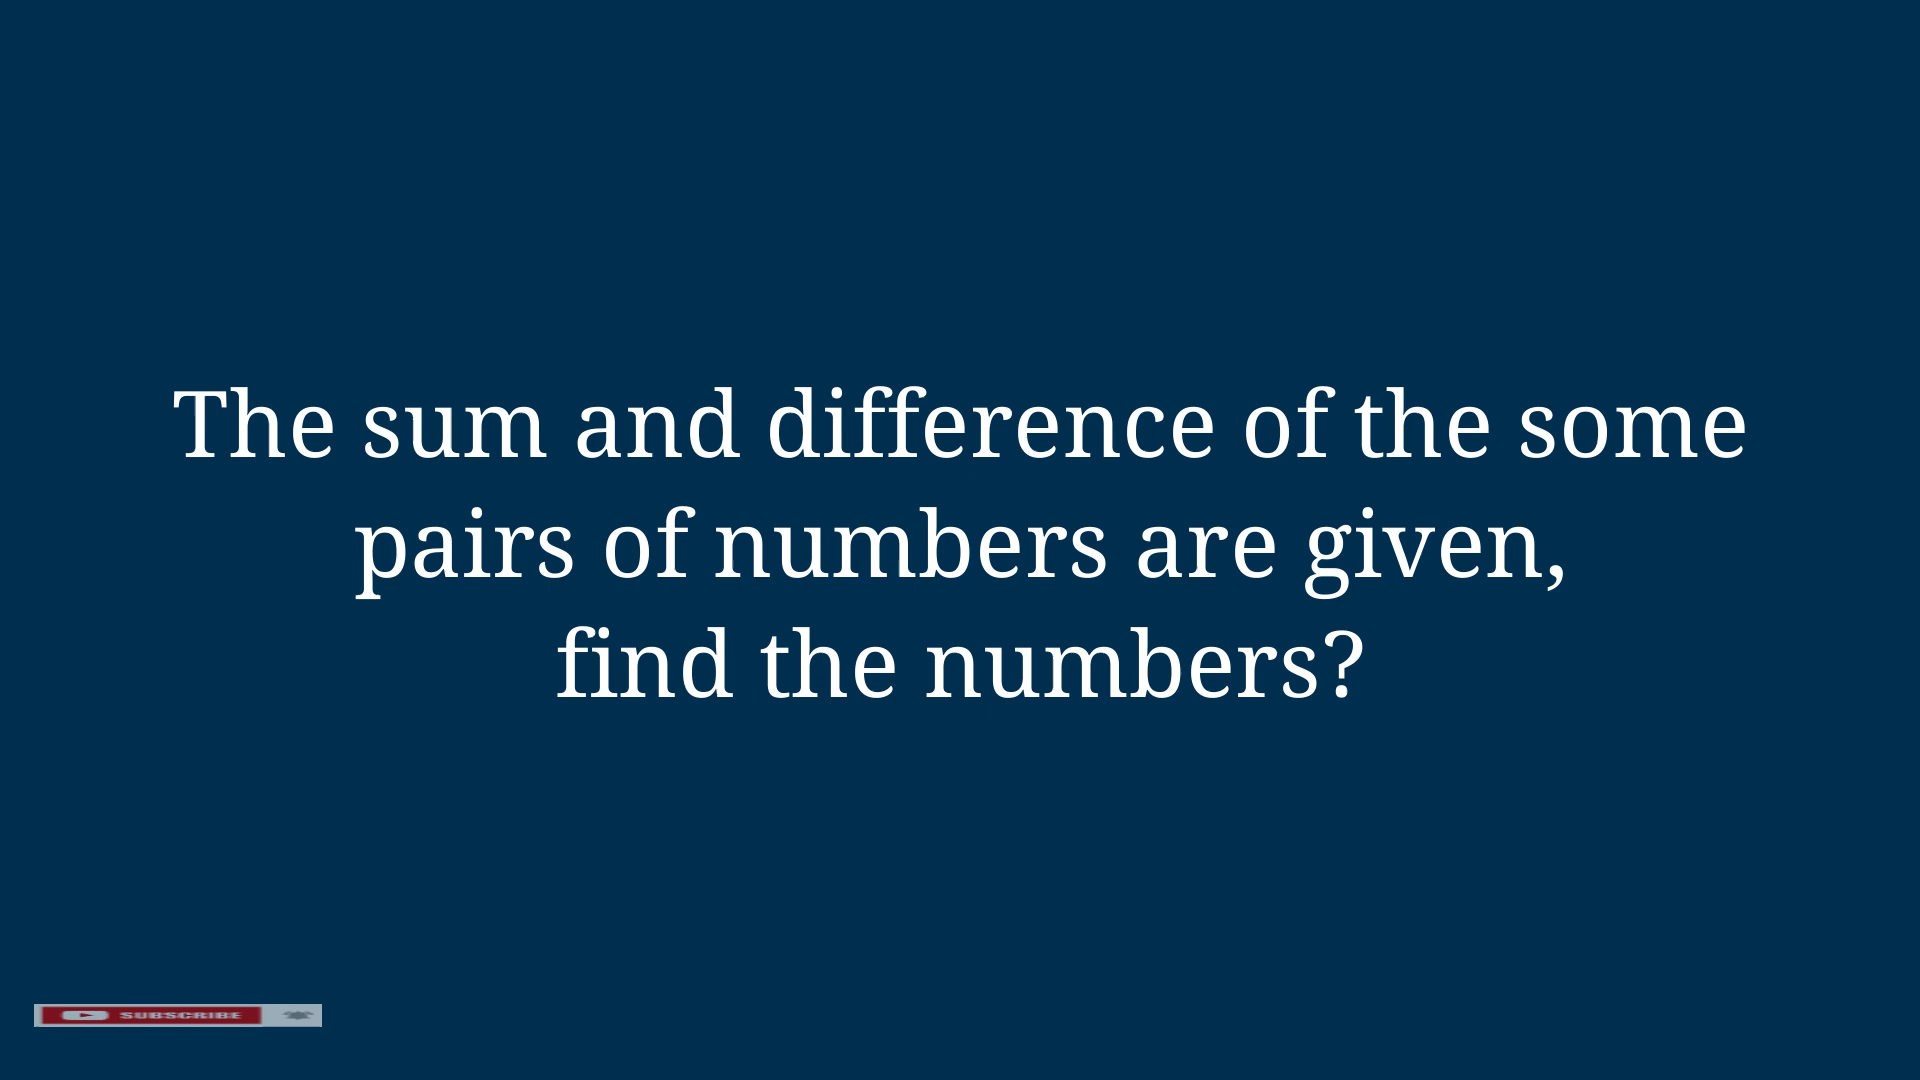 The sum and difference of the some
pairs of numbers are given,
find the numbers?
SUBSCRIBE